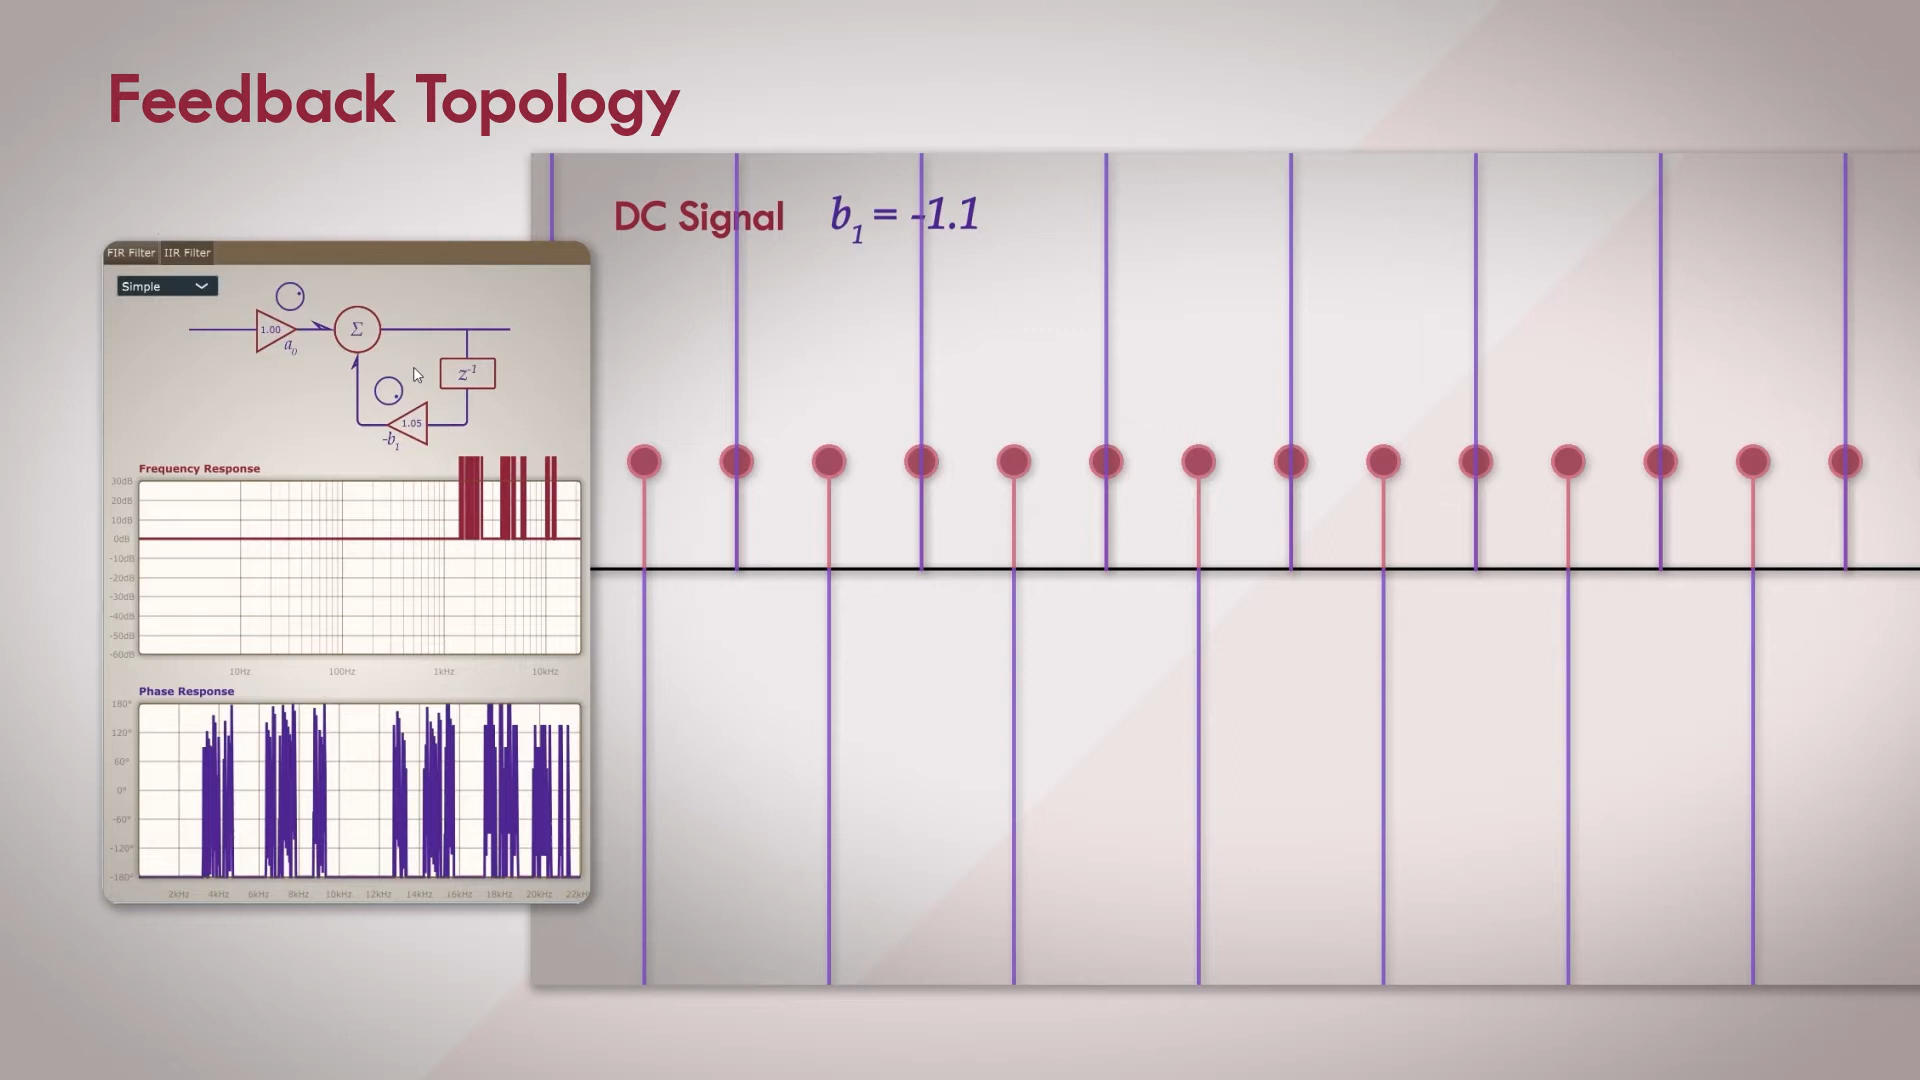 Feedback Topology
DC Signal b1 = -1.1
FIR Filter IIR Filter
Simple
1.00
a0
Σ
z-1
1.05
-b1
Frequency Response
30dB
20dB
10dB
0dB
-10dB
-20dB
-30dB
-40dB
-50dB
-60dB
10Hz 100Hz 1kHz 10kHz
Phase Response
180°
120°
60°
0°
-60°
-120°
-180°
2kHz 4kHz 6kHz 8kHz 10kHz 12kHz 14kHz 16kHz 18kHz 20kHz 22kH